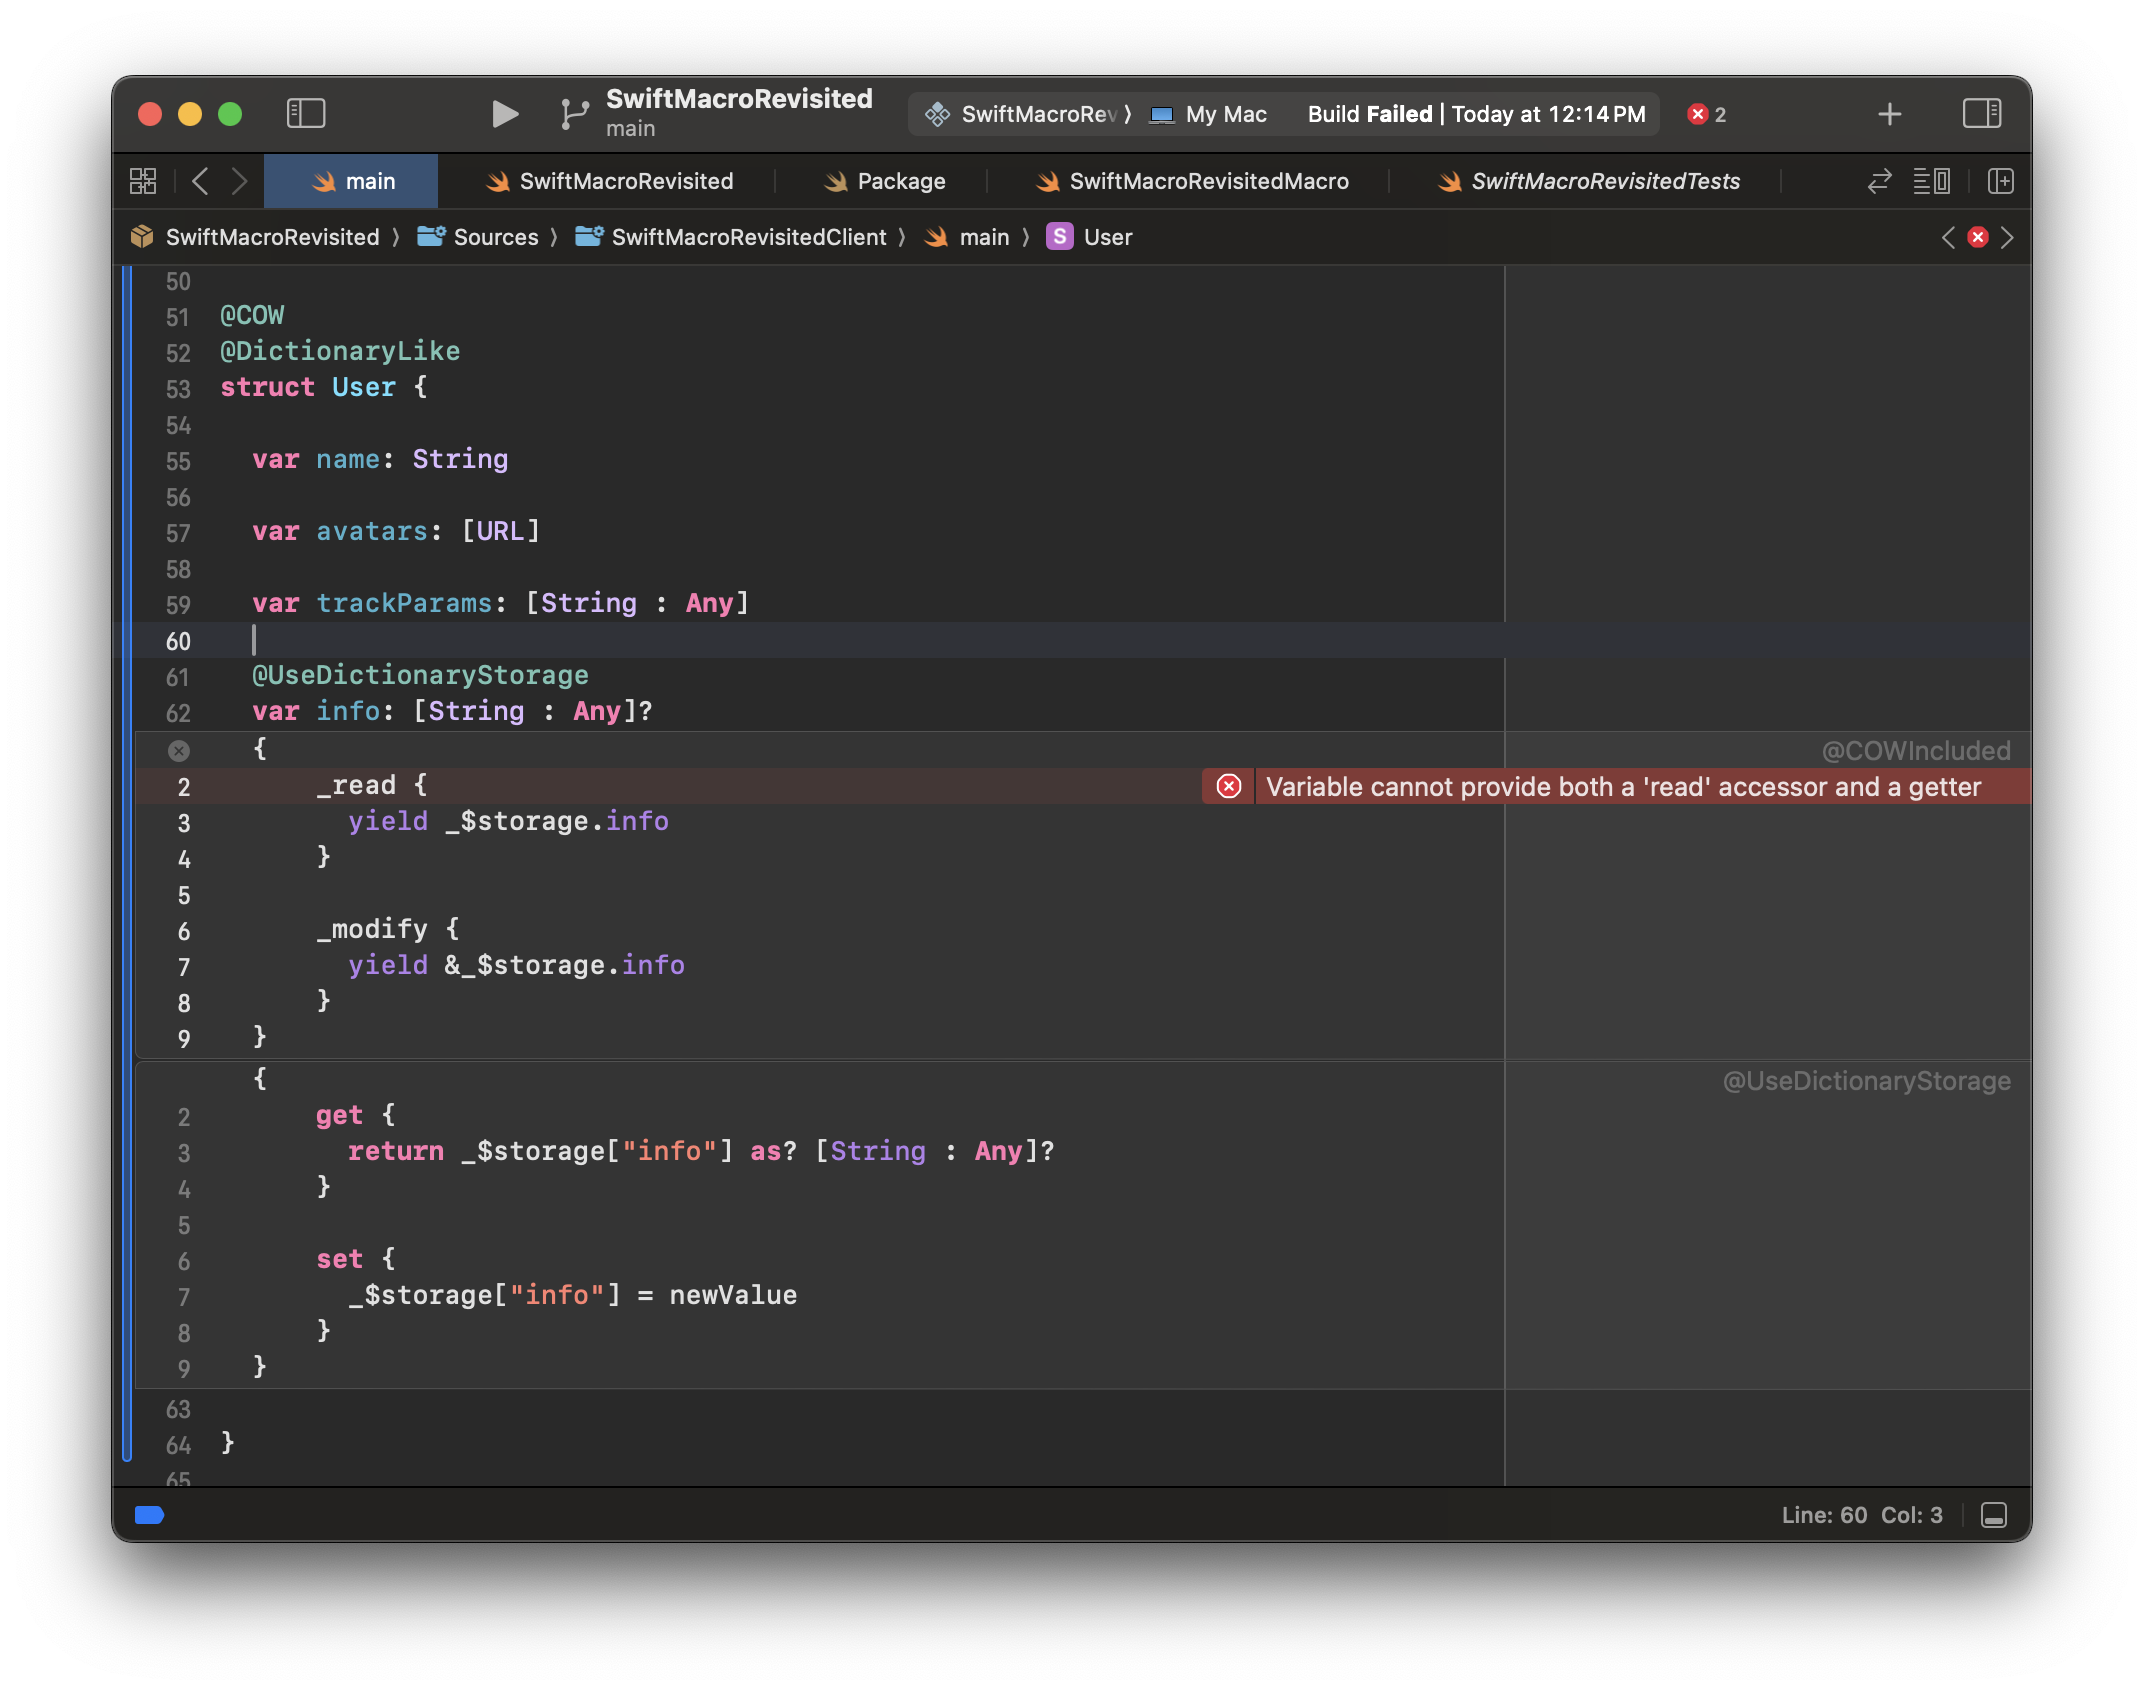 SwiftMacroRevisited
main
SwiftMacroRev 〉 My Mac Build Failed | Today at 12:14 PM 2
main SwiftMacroRevisited Package SwiftMacroRevisitedMacro SwiftMacroRevisitedTests
SwiftMacroRevisited 〉 Sources 〉 SwiftMacroRevisitedClient 〉 main 〉 S User
50
51 @COW
52 @DictionaryLike
53 struct User {
54
55 var name: String
56
57 var avatars: [URL]
58
59 var trackParams: [String : Any]
60
61 @UseDictionaryStorage
62 var info: [String : Any]?
{ @COWIncluded
2 _read { Variable cannot provide both a 'read' accessor and a getter
3 yield _$storage.info
4 }
5
6 _modify {
7 yield &_$storage.info
8 }
9 }
{ @UseDictionaryStorage
2 get {
3 return _$storage["info"] as? [String : Any]?
4 }
5
6 set {
7 _$storage["info"] = newValue
8 }
9 }
63
64 }
65
Line: 60 Col: 3